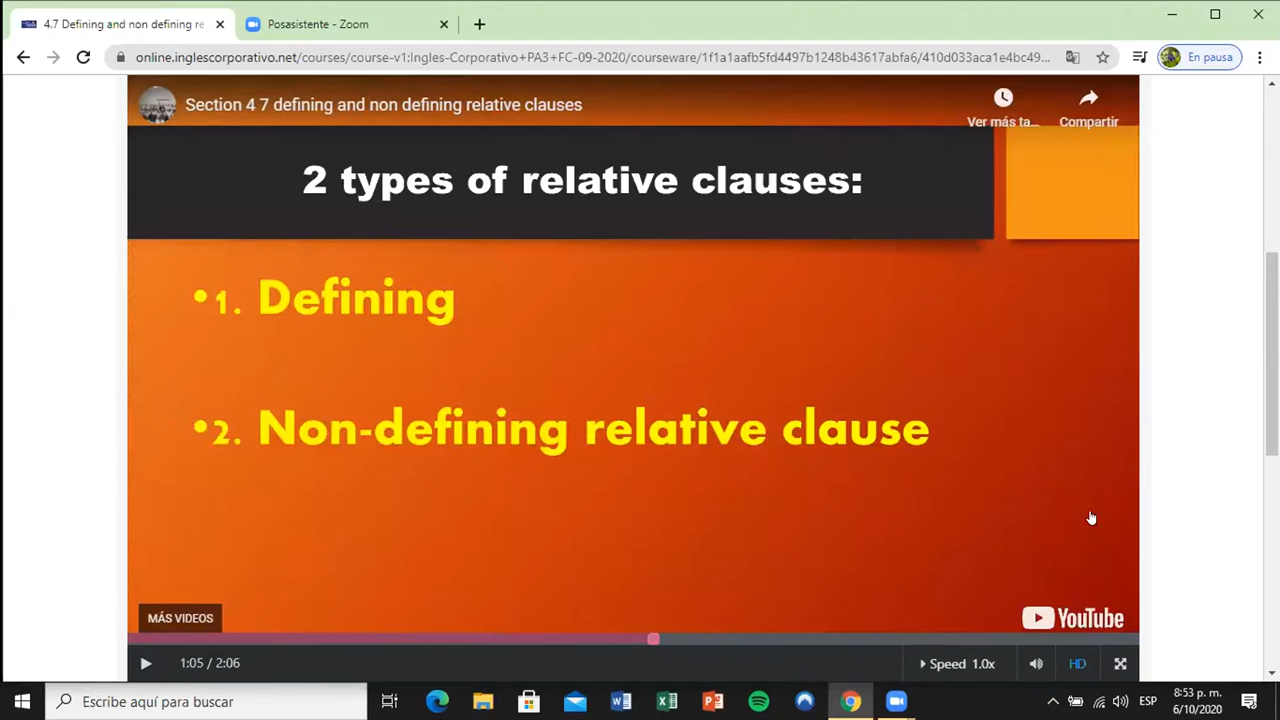 4.7 Defining and non defining re
Posasistente - Zoom
online.inglescorporativo.net/courses/course-v1:Ingles-Corporativo+PA3+FC-09-2020/courseware/1f1a1aafb5fd4497b1248b43617abfa6/410d033aca1e4bc49...
En pausa
Section 4 7 defining and non defining relative clauses
Ver más ta...
Compartir
2 types of relative clauses:
•1. Defining
•2. Non-defining relative clause
MÁS VIDEOS
YouTube
1:05 / 2:06
Speed 1.0x
HD
Escribe aquí para buscar
ESP
8:53 p. m.
6/10/2020